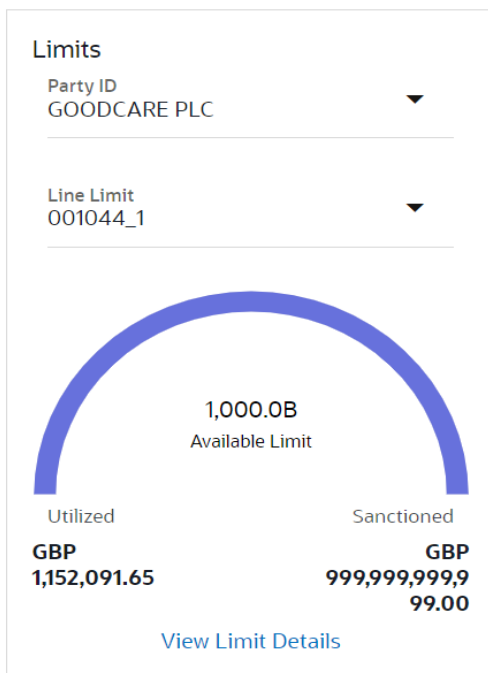 Limits
Party ID
GOODCARE PLC
Line Limit
001044_1
1,000.0B
Available Limit
Utilized
Sanctioned
GBP
1,152,091.65
GBP
999,999,999,9
99.00
View Limit Details